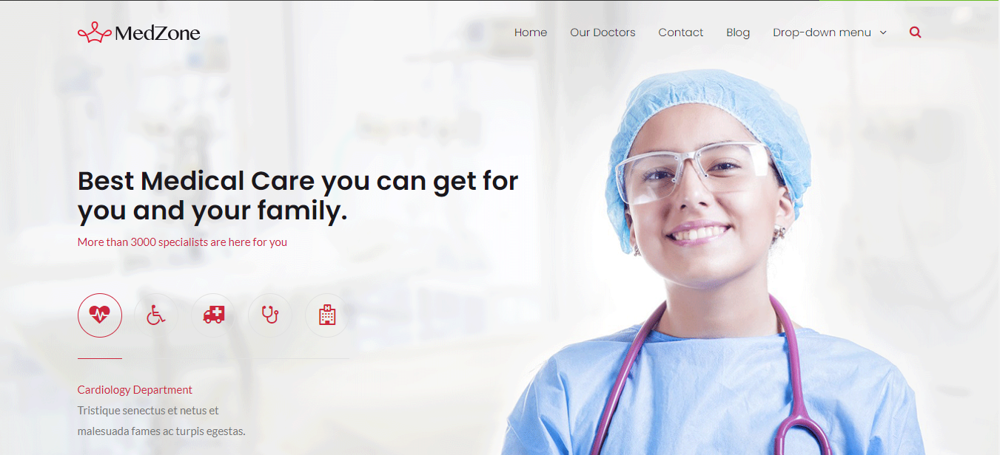 MedZone
Home Our Doctors Contact Blog Drop-down menu
Best Medical Care you can get for
you and your family.
More than 3000 specialists are here for you
H
Cardiology Department
Tristique senectus et netus et
malesuada fames ac turpis egestas.